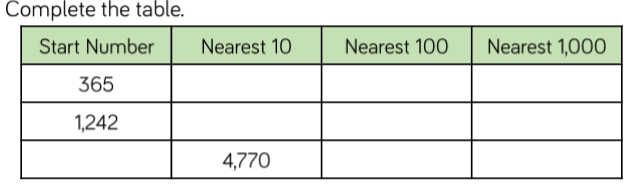 Complete the table.
Start Number Nearest 10 Nearest 100 Nearest 1,000
365
1,242
4,770